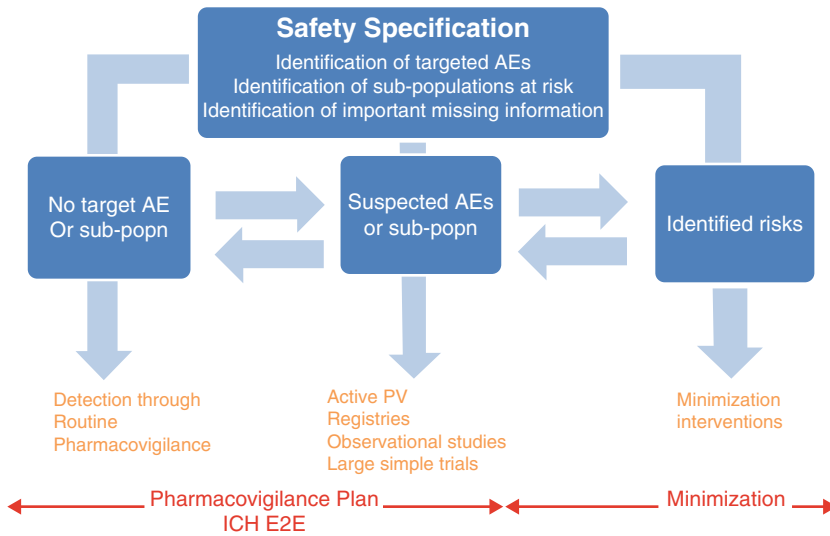 Safety Specification
Identification of targeted AEs
Identification of sub-populations at risk
Identification of important missing information
No target AE
Or sub-popn
Suspected AEs
or sub-popn
Identified risks
Detection through
Routine
Pharmacovigilance
Active PV
Registries
Observational studies
Large simple trials
Minimization
interventions
Pharmacovigilance Plan
ICH E2E
Minimization